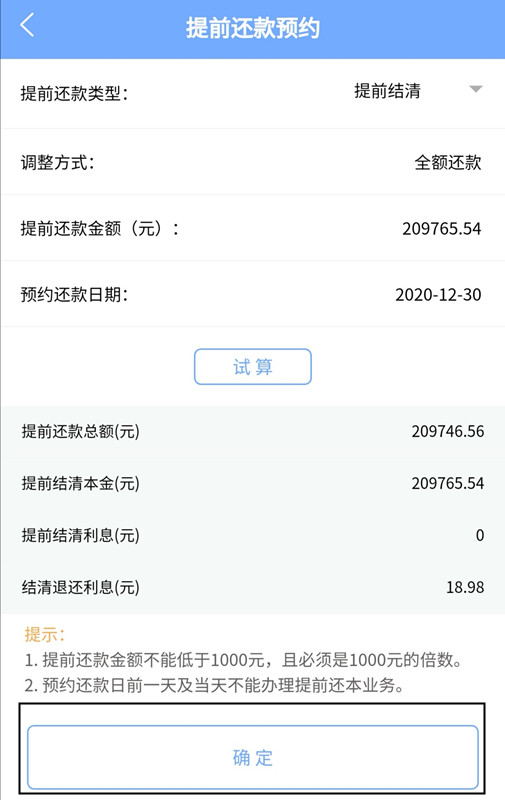 提前还款预约
提前还款类型： 提前结清
调整方式： 全额还款
提前还款金额（元）： 209765.54
预约还款日期： 2020-12-30
试 算
提前还款总额(元) 209746.56
提前结清本金(元) 209765.54
提前结清利息(元) 0
结清退还利息(元) 18.98
提示：
1. 提前还款金额不能低于1000元，且必须是1000元的倍数。
2. 预约还款日前一天及当天不能办理提前还本业务。
确 定